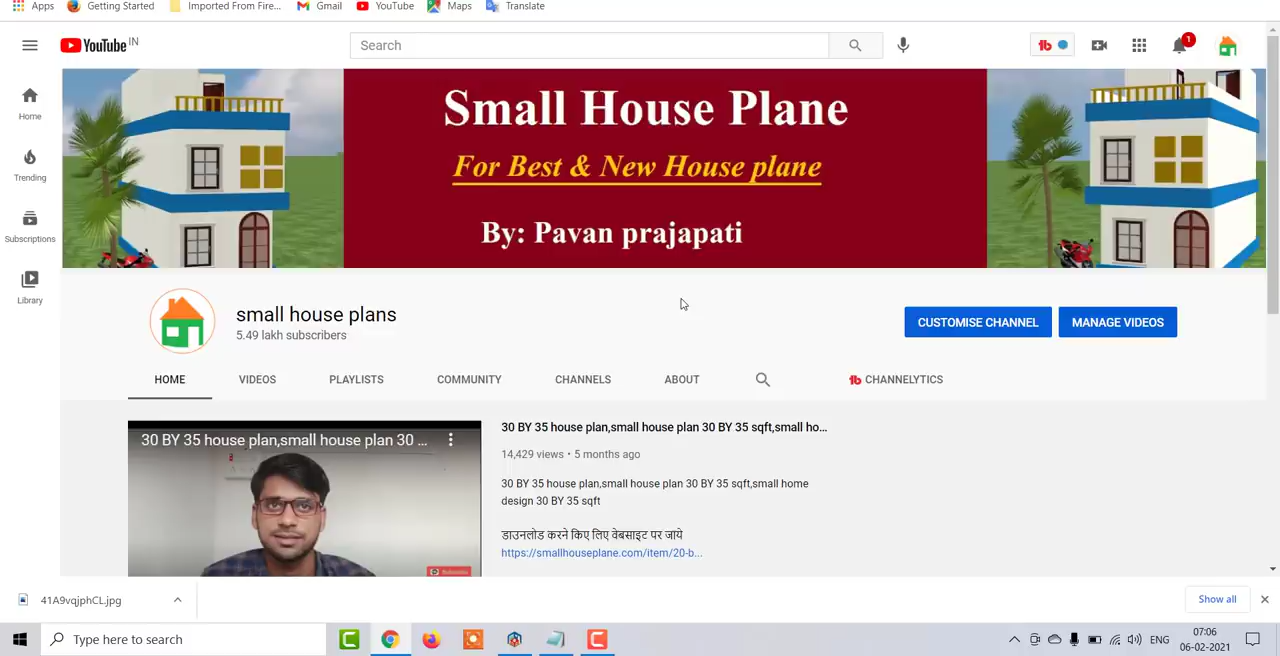 Apps Getting Started Imported From Fire... Gmail YouTube Maps Translate
YouTube IN Search 1
Home
Trending
Subscriptions
Library
Small House Plane
For Best & New House plane
By: Pavan prajapati
small house plans
5.49 lakh subscribers
CUSTOMISE CHANNEL MANAGE VIDEOS
HOME VIDEOS PLAYLISTS COMMUNITY CHANNELS ABOUT tb CHANNELYTICS
30 BY 35 house plan,small house plan 30 ...
Subscribe
30 BY 35 house plan,small house plan 30 BY 35 sqft,small ho...
14,429 views • 5 months ago
30 BY 35 house plan,small house plan 30 BY 35 sqft,small home
design 30 BY 35 sqft
डाउनलोड करने किए लिए वेबसाइट पर जाये
https://smallhouseplane.com/item/20-b...
41A9vqjphCL.jpg Show all
Type here to search ENG 07:06
06-02-2021